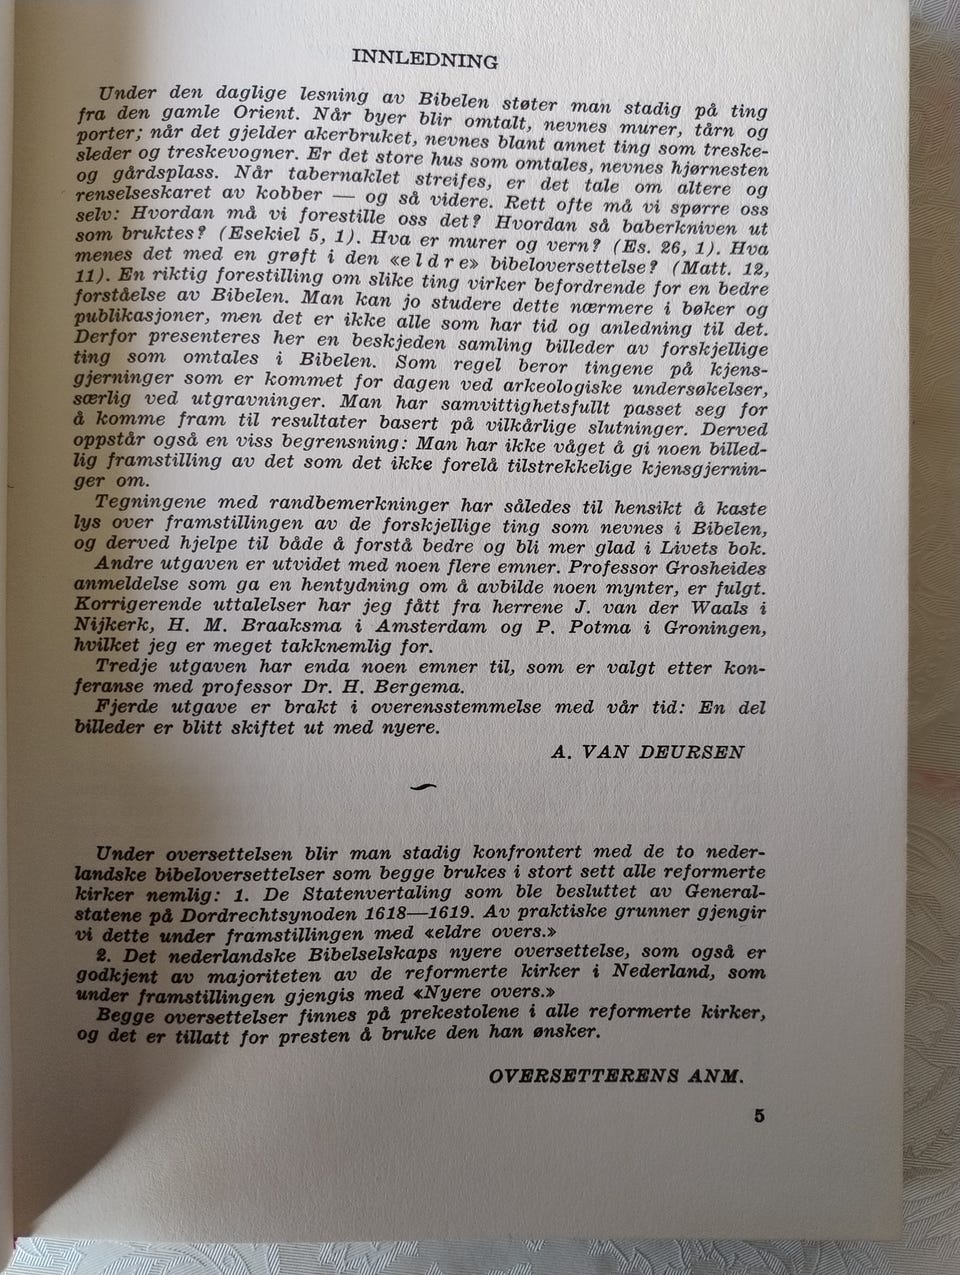 INNLEDNING
Under den daglige lesning av Bibelen støter man stadig på ting
fra den gamle Orient. Når byer blir omtalt, nevnes murer, tårn og
porter; når det gjelder akerbruket, nevnes blant annet ting som treske-
sleder og treskevogner. Er det store hus som omtales, nevnes hjørnesten
og gårdsplass. Når tabernaklet streifes, er det tale om altere og
renselseskaret av kobber — og så videre. Rett ofte må vi spørre oss
selv: Hvordan må vi forestille oss det? Hvordan så baberkniven ut
som bruktes? (Esekiel 5, 1). Hva er murer og vern? (Es. 26, 1). Hva
menes det med en grøft i den «eldre» bibeloversettelse? (Matt. 12,
11). En riktig forestilling om slike ting virker befordrende for en bedre
forståelse av Bibelen. Man kan jo studere dette nærmere i bøker og
publikasjoner, men det er ikke alle som har tid og anledning til det.
Derfor presenteres her en beskjeden samling billeder av forskjellige
ting som omtales i Bibelen. Som regel beror tingene på kjens-
gjerninger som er kommet for dagen ved arkeologiske undersøkelser,
særlig ved utgravninger. Man har samvittighetsfullt passet seg for
å komme fram til resultater basert på vilkårlige slutninger. Derved
oppstår også en viss begrensning: Man har ikke våget å gi noen billed-
lig framstilling av det som det ikke forelå tilstrekkelige kjensgjernin-
ger om.
Tegningene med randbemerkninger har således til hensikt å kaste
lys over framstillingen av de forskjellige ting som nevnes i Bibelen,
og derved hjelpe til både å forstå bedre og bli mer glad i Livets bok.
Andre utgaven er utvidet med noen flere emner. Professor Grosheides
anmeldelse som ga en hentydning om å avbilde noen mynter, er fulgt.
Korrigerende uttalelser har jeg fått fra herrene J. van der Waals i
Nijkerk, H. M. Braaksma i Amsterdam og P. Potma i Groningen,
hvilket jeg er meget takknemlig for.
Tredje utgaven har enda noen emner til, som er valgt etter kon-
feranse med professor Dr. H. Bergema.
Fjerde utgave er brakt i overensstemmelse med vår tid: En del
billeder er blitt skiftet ut med nyere.
A. VAN DEURSEN
Under oversettelsen blir man stadig konfrontert med de to neder-
landske bibeloversettelser som begge brukes i stort sett alle reformerte
kirker nemlig: 1. De Statenvertaling som ble besluttet av General-
statene på Dordrechtsynoden 1618—1619. Av praktiske grunner gjengir
vi dette under framstillingen med «eldre overs.»
2. Det nederlandske Bibelselskaps nyere oversettelse, som også er
godkjent av majoriteten av de reformerte kirker i Nederland, som
under framstillingen gjengis med «Nyere overs.»
Begge oversettelser finnes på prekestolene i alle reformerte kirker,
og det er tillatt for presten å bruke den han ønsker.
OVERSETTERENS ANM.
5